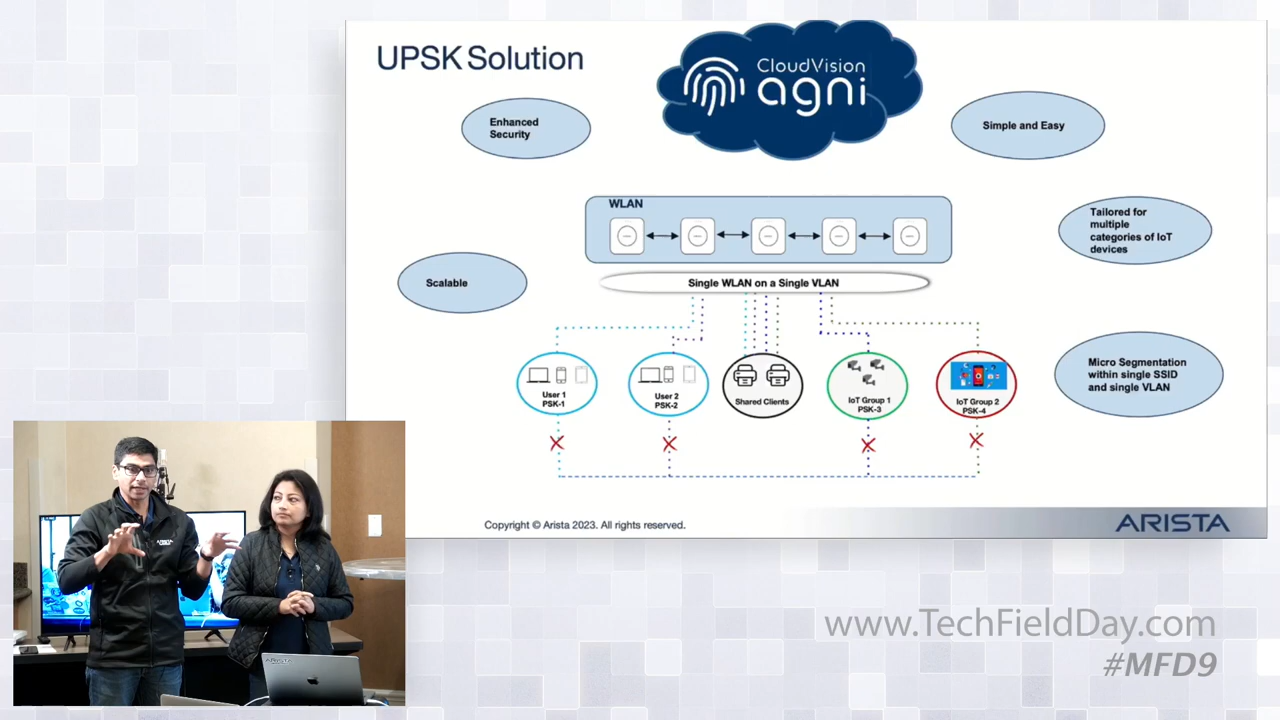 UPSK Solution
CloudVision
agni
Enhanced
Security
Simple and Easy
WLAN
Tailored for
multiple
categories of IoT
devices
Scalable
Single WLAN on a Single VLAN
Micro Segmentation
within single SSID
and single VLAN
User 1
PSK-1
User 2
PSK-2
Shared Clients
IoT Group 1
PSK-3
IoT Group 2
PSK-4
Copyright © Arista 2023. All rights reserved.
ARISTA
ARISTA
www.TechFieldDay.com
#MFD9